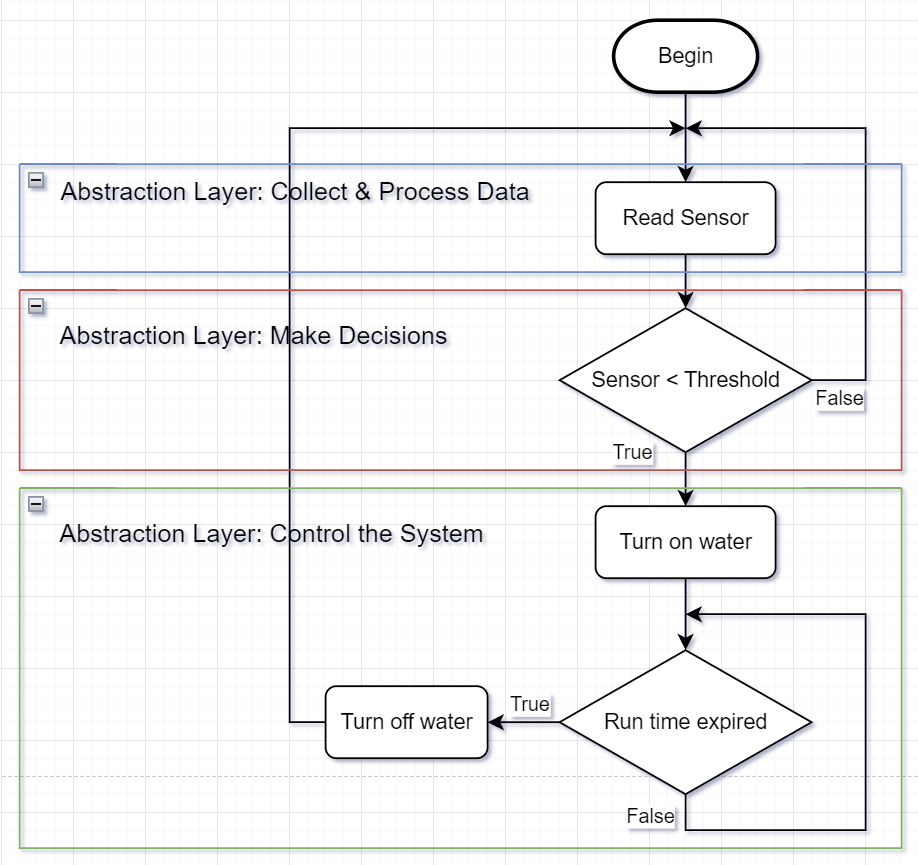 Begin
Abstraction Layer: Collect & Process Data
Read Sensor
Abstraction Layer: Make Decisions
Sensor < Threshold
False
True
Abstraction Layer: Control the System
Turn on water
True
Turn off water
Run time expired
False